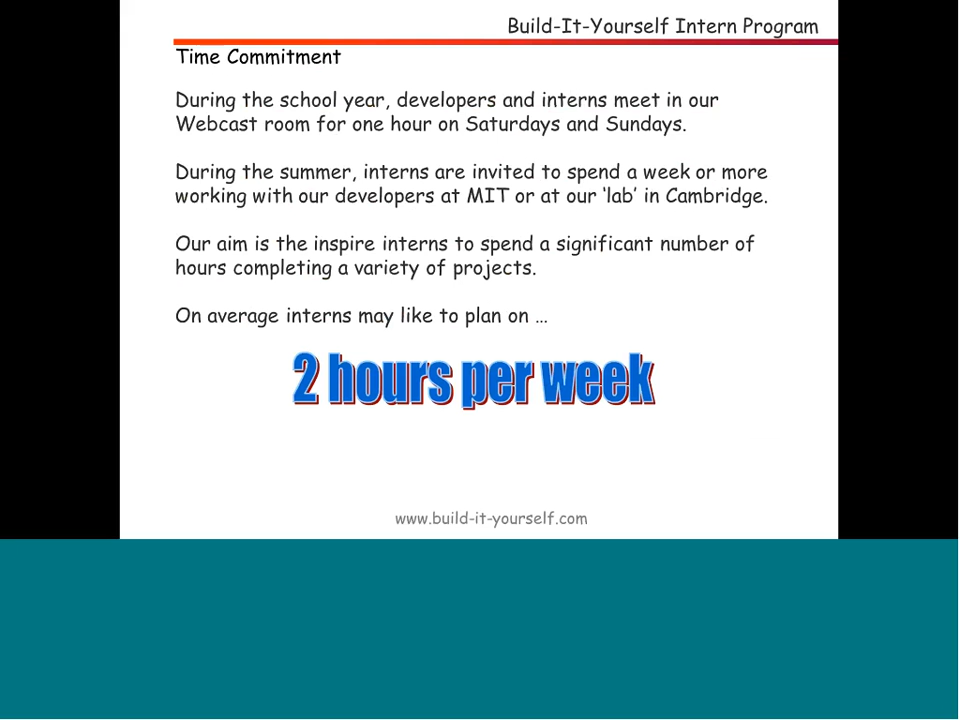 Build-It-Yourself Intern Program
Time Commitment
During the school year, developers and interns meet in our
Webcast room for one hour on Saturdays and Sundays.
During the summer, interns are invited to spend a week or more
working with our developers at MIT or at our ‘lab’ in Cambridge.
Our aim is the inspire interns to spend a significant number of
hours completing a variety of projects.
On average interns may like to plan on …
2 hours per week
www.build-it-yourself.com